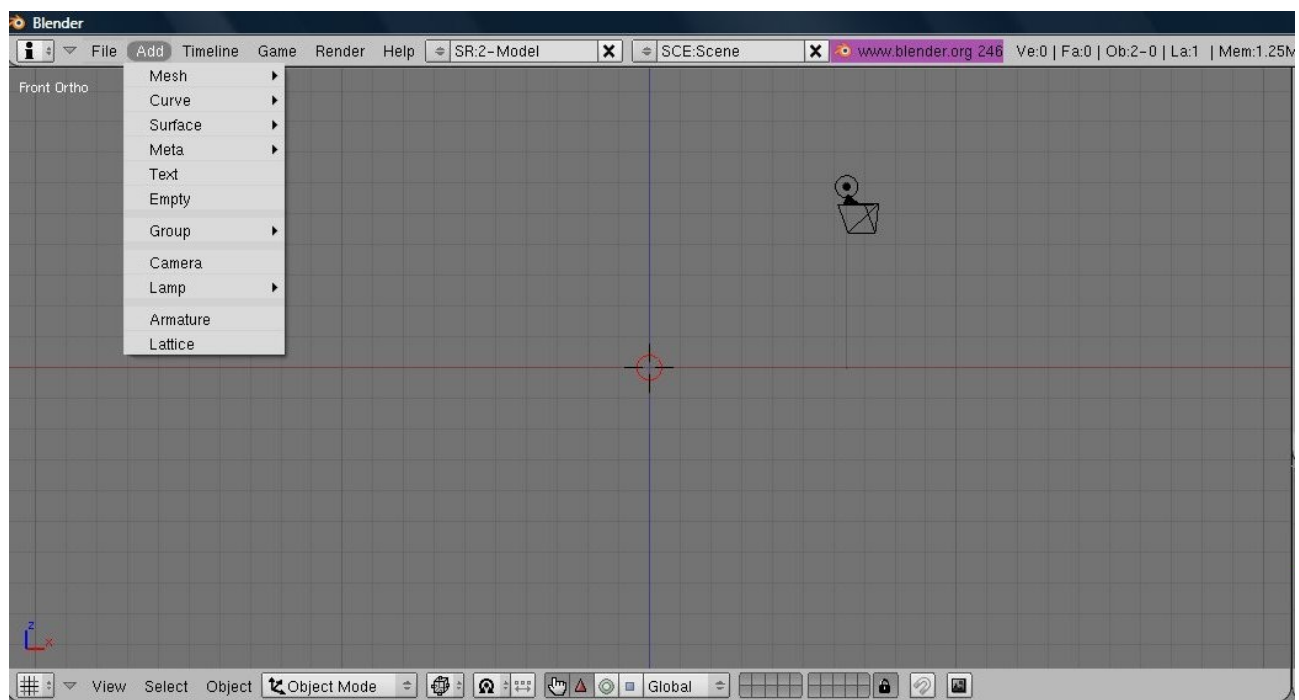 Blender
File Add Timeline Game Render Help SR:2-Model SCE:Scene www.blender.org 246 Ve:0 | Fa:0 | Ob:2-0 | La:1 | Mem:1.25M
Front Ortho
Mesh
Curve
Surface
Meta
Text
Empty
Group
Camera
Lamp
Armature
Lattice
z
x
View Select Object Object Mode Global